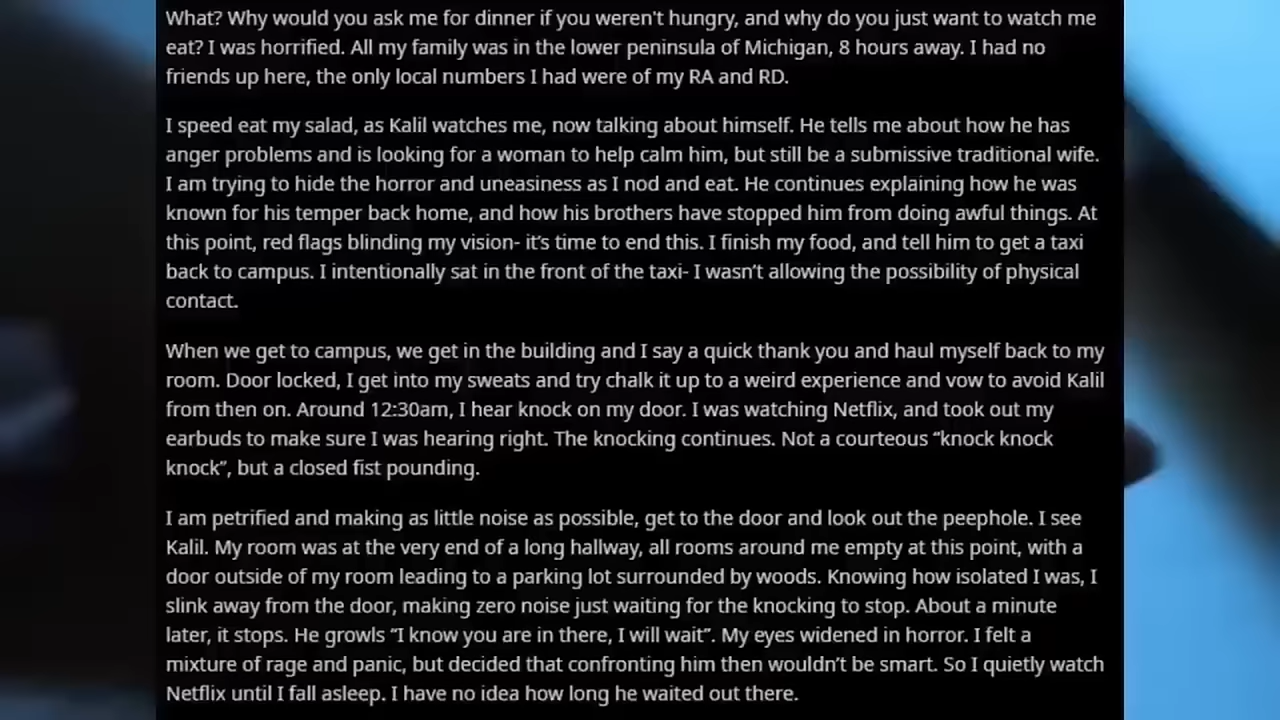 What? Why would you ask me for dinner if you weren't hungry, and why do you just want to watch me
eat? I was horrified. All my family was in the lower peninsula of Michigan, 8 hours away. I had no
friends up here, the only local numbers I had were of my RA and RD.
I speed eat my salad, as Kalil watches me, now talking about himself. He tells me about how he has
anger problems and is looking for a woman to help calm him, but still be a submissive traditional wife.
I am trying to hide the horror and uneasiness as I nod and eat. He continues explaining how he was
known for his temper back home, and how his brothers have stopped him from doing awful things. At
this point, red flags blinding my vision- it's time to end this. I finish my food, and tell him to get a taxi
back to campus. I intentionally sat in the front of the taxi- I wasn’t allowing the possibility of physical
contact.
When we get to campus, we get in the building and I say a quick thank you and haul myself back to my
room. Door locked, I get into my sweats and try chalk it up to a weird experience and vow to avoid Kalil
from then on. Around 12:30am, I hear knock on my door. I was watching Netflix, and took out my
earbuds to make sure I was hearing right. The knocking continues. Not a courteous “knock knock
knock”, but a closed fist pounding.
I am petrified and making as little noise as possible, get to the door and look out the peephole. I see
Kalil. My room was at the very end of a long hallway, all rooms around me empty at this point, with a
door outside of my room leading to a parking lot surrounded by woods. Knowing how isolated I was, I
slink away from the door, making zero noise just waiting for the knocking to stop. About a minute
later, it stops. He growls “I know you are in there, I will wait”. My eyes widened in horror. I felt a
mixture of rage and panic, but decided that confronting him then wouldn’t be smart. So I quietly watch
Netflix until I fall asleep. I have no idea how long he waited out there.